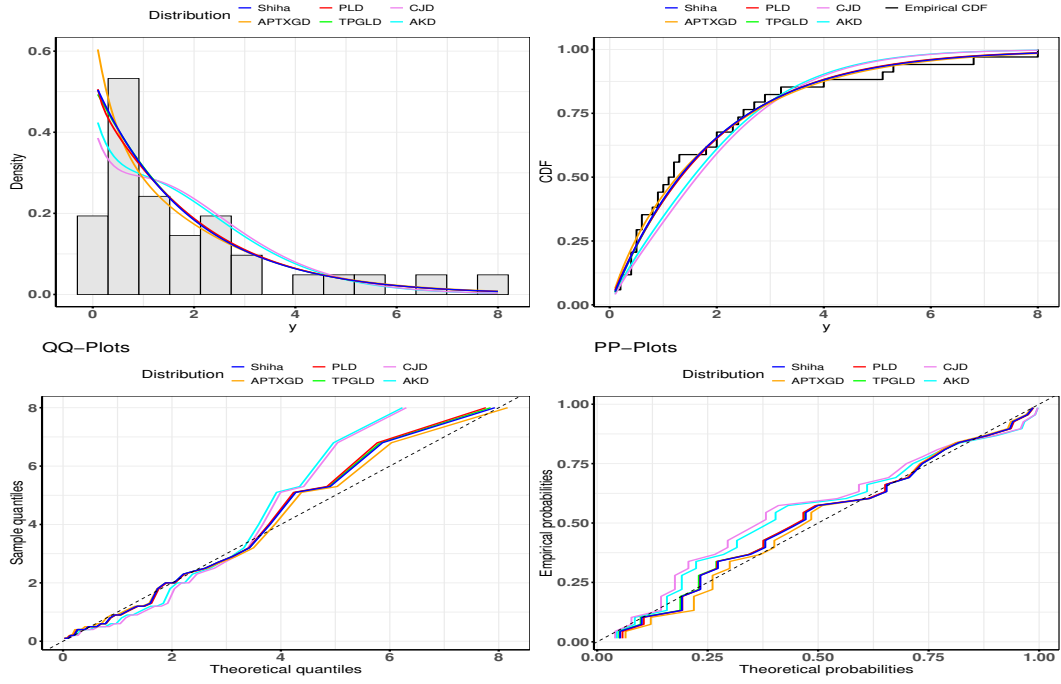 Distribution
Shiha PLD CJD
APTXGD TPGLD AKD
0.6
0.4
0.2
0.0
Density
0 2 4 6 8
y
Shiha PLD CJD Empirical CDF
APTXGD TPGLD AKD
1.00
0.75
0.50
0.25
0.00
CDF
0 2 4 6 8
y
QQ−Plots
Distribution
Shiha PLD CJD
APTXGD TPGLD AKD
8
6
4
2
0
Sample quantiles
0 2 4 6 8
Theoretical quantiles
PP−Plots
Distribution
Shiha PLD CJD
APTXGD TPGLD AKD
1.00
0.75
0.50
0.25
0.00
Empirical probabilities
0.00 0.25 0.50 0.75 1.00
Theoretical probabilities